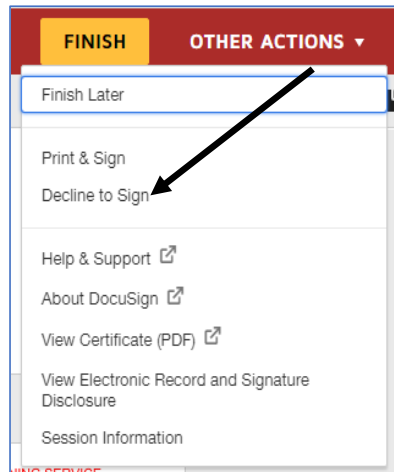 FINISH OTHER ACTIONS ▼
Finish Later
Print & Sign
Decline to Sign
Help & Support
About DocuSign
View Certificate (PDF)
View Electronic Record and Signature
Disclosure
Session Information
SERVICE